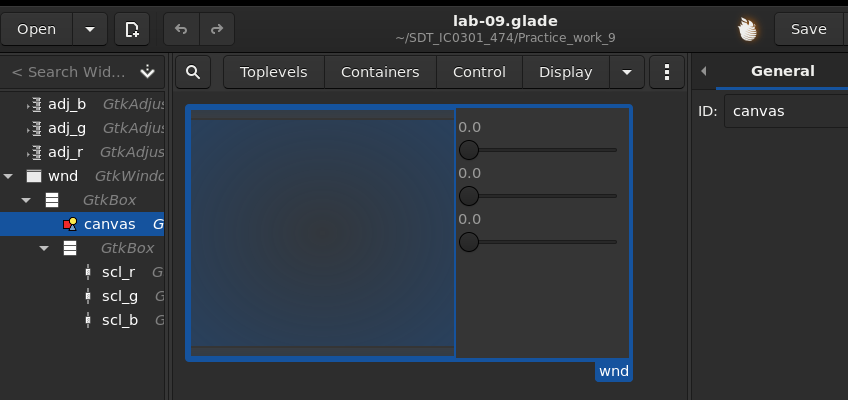 Open
lab-09.glade
~/SDT_IC0301_474/Practice_work_9
Save
< Search Wid...
Toplevels
Containers
Control
Display
General
adj_b GtkAdjus
adj_g GtkAdjus
adj_r GtkAdjus
wnd GtkWindo
GtkBox
canvas G
GtkBox
scl_r G
scl_g G
scl_b G
0.0
0.0
0.0
wnd
ID: canvas